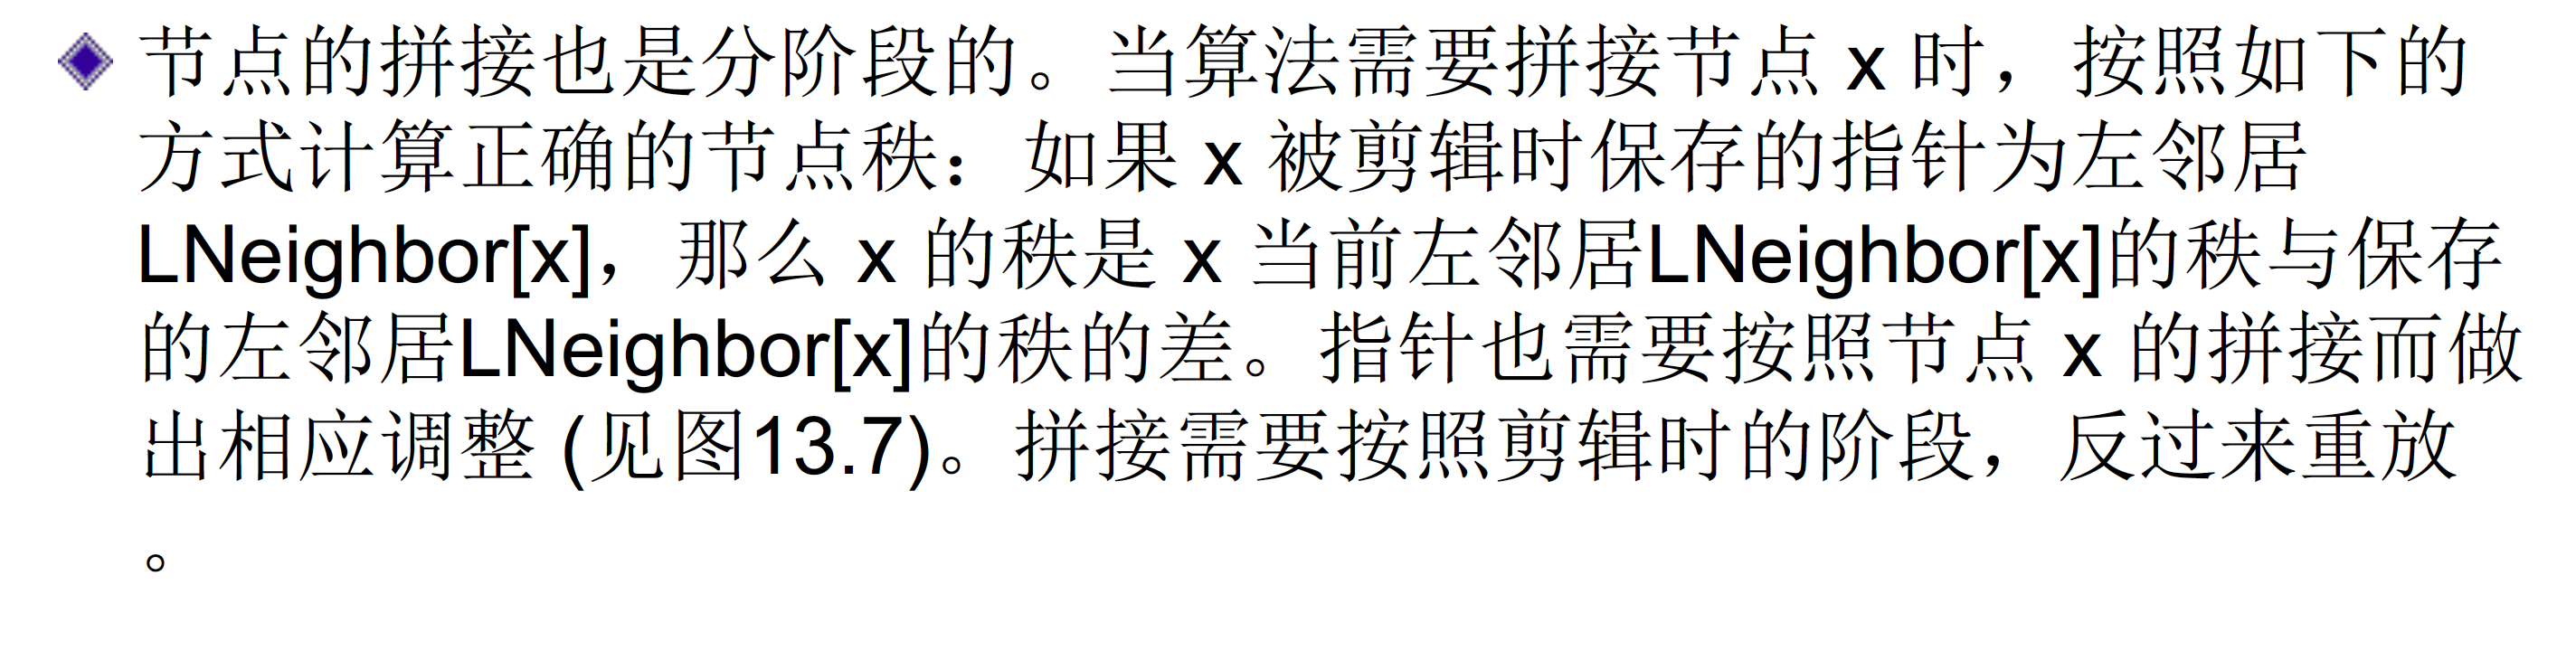 节点的拼接也是分阶段的。当算法需要拼接节点 x 时，按照如下的
方式计算正确的节点秩：如果 x 被剪辑时保存的指针为左邻居
LNeighbor[x]，那么 x 的秩是 x 当前左邻居LNeighbor[x]的秩与保存
的左邻居LNeighbor[x]的秩的差。指针也需要按照节点 x 的拼接而做
出相应调整 (见图13.7)。拼接需要按照剪辑时的阶段，反过来重放
。